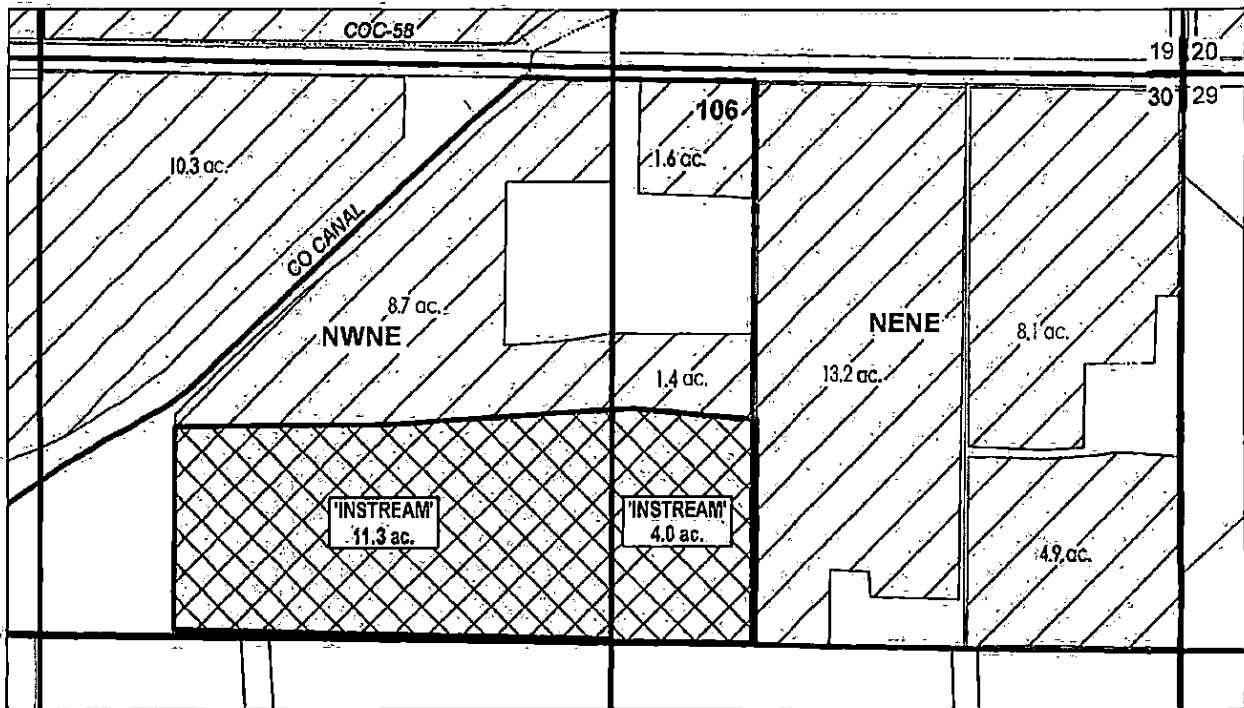 COC-58
19 20
30 29
106
1.6 ac.
10.3 ac.
CO CANAL
8.7 ac.
NWNE
NENE
8.1 ac.
1.4 ac.
13.2 ac.
'INSTREAM'
11.3 ac.
'INSTREAM'
4.0 ac.
4.9 ac.